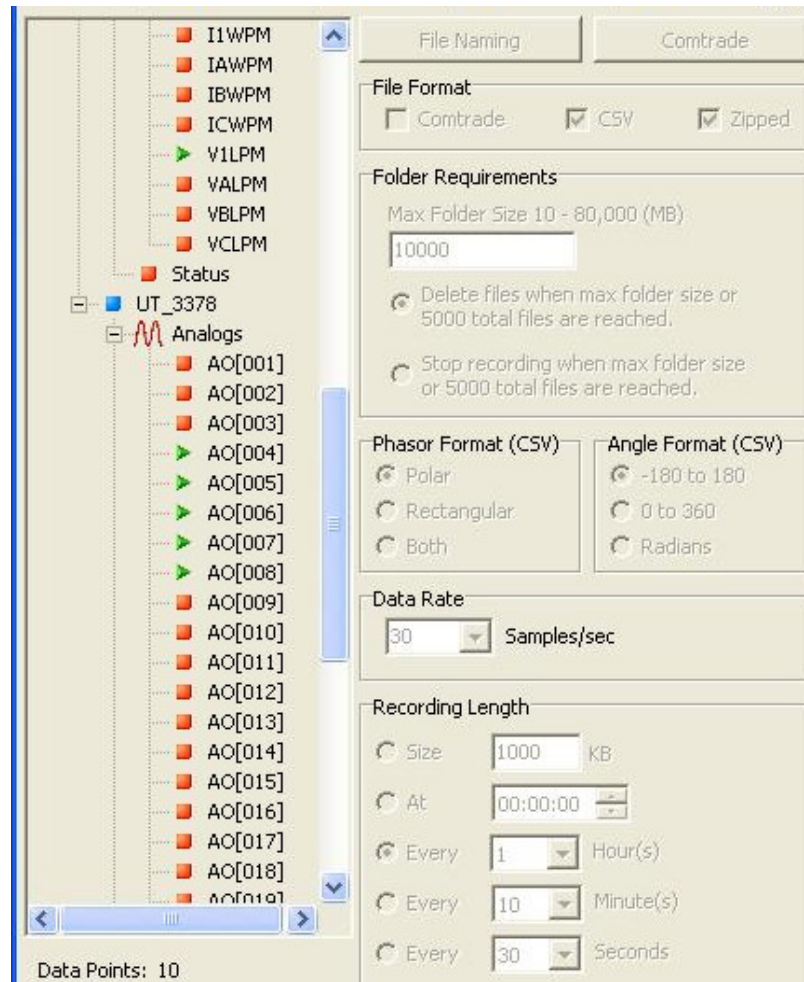 I1WPM
IAWPM
IBWPM
ICWPM
V1LPM
VALPM
VBLPM
VCLPM
Status
UT_3378
Analogs
AO[001]
AO[002]
AO[003]
AO[004]
AO[005]
AO[006]
AO[007]
AO[008]
AO[009]
AO[010]
AO[011]
AO[012]
AO[013]
AO[014]
AO[015]
AO[016]
AO[017]
AO[018]
AO[019]
Data Points: 10
File Naming Comtrade
File Format
Comtrade CSV Zipped
Folder Requirements
Max Folder Size 10 - 80,000 (MB)
10000
Delete files when max folder size or
5000 total files are reached.
Stop recording when max folder size
or 5000 total files are reached.
Phasor Format (CSV)
Polar
Rectangular
Both
Angle Format (CSV)
-180 to 180
0 to 360
Radians
Data Rate
30 Samples/sec
Recording Length
Size 1000 KB
At 00:00:00
Every 1 Hour(s)
Every 10 Minute(s)
Every 30 Seconds